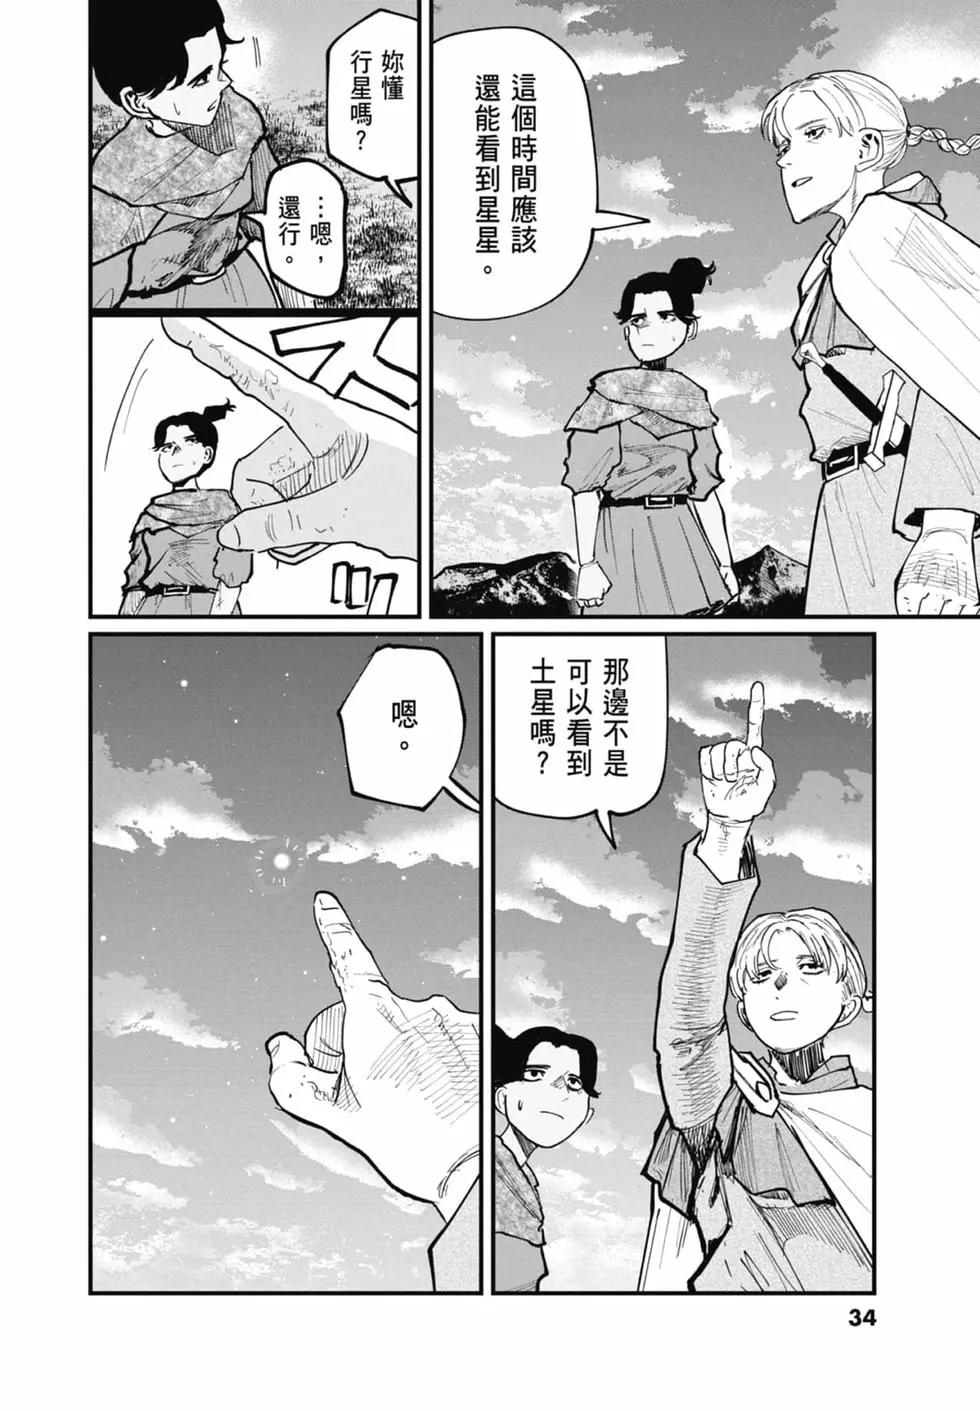 這個時間應該
還能看到星星。
妳懂
行星嗎？
…嗯，
還行。
那邊不是
可以看到
土星嗎？
嗯。
34